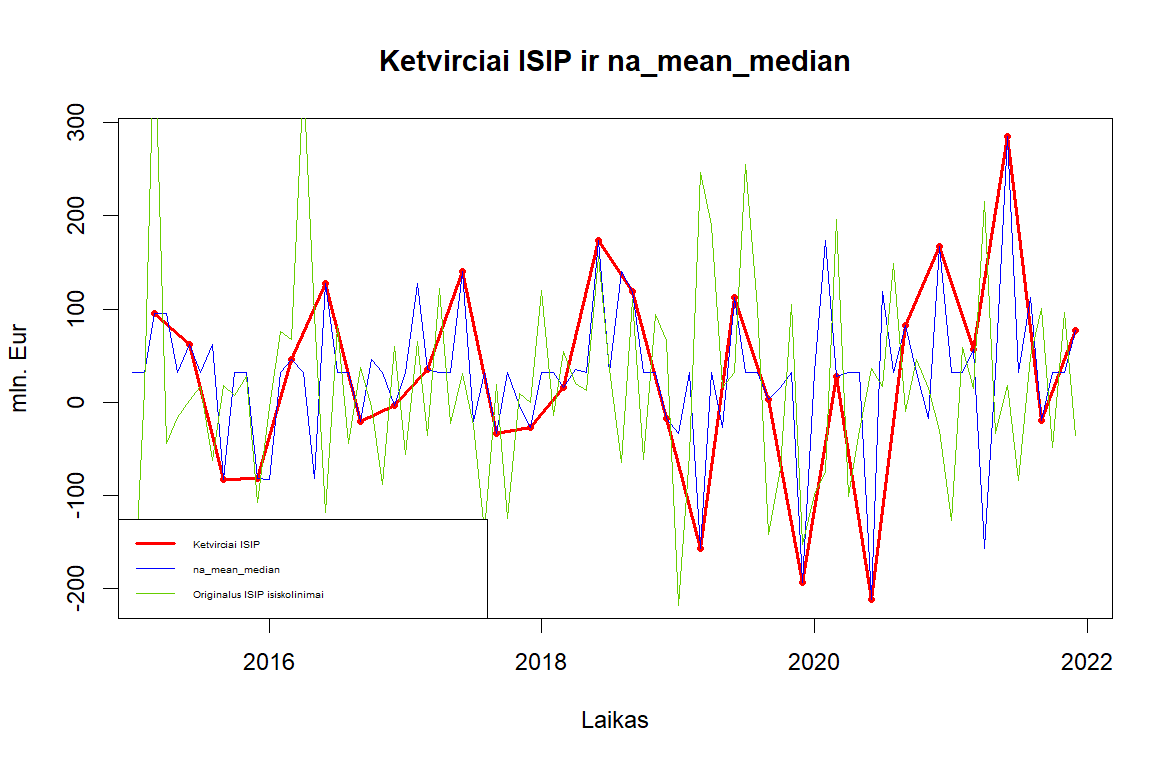 Ketvirciai ISIP ir na_mean_median
mln. Eur
300
200
100
0
-100
-200
Ketvirciai ISIP
na_mean_median
Originalus ISIP isiskolinimai
2016
2018
2020
2022
Laikas